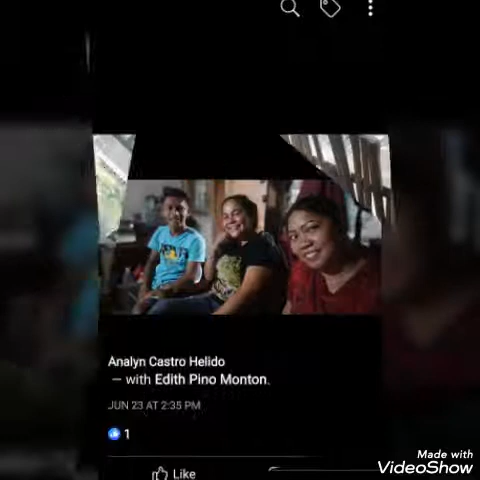 Analyn Castro Helido
— with Edith Pino Monton.
JUN 23 AT 2:35 PM
1
Like
Made with
VideoShow